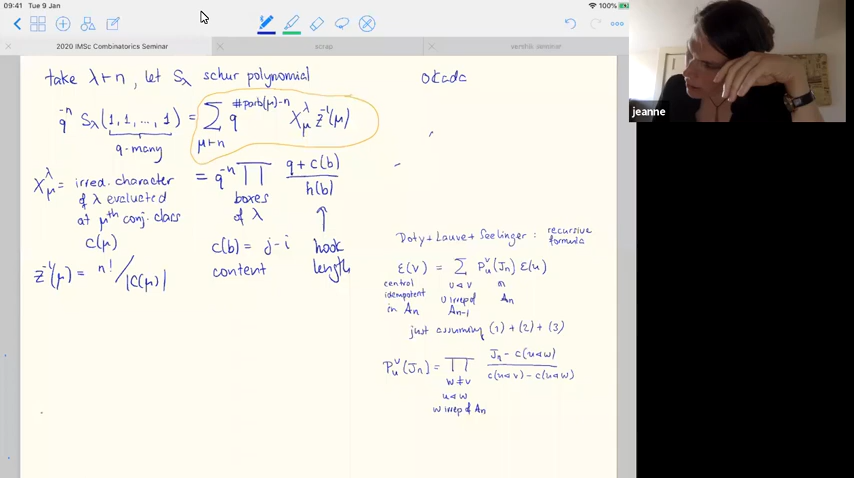 09:41 Tue 9 Jan
100%
2020 IMSc Combinatorics Seminar
scrap
vershik seminar
jeanne
take λ⊢n, let S_λ schur polynomial
okada
q^{-n} S_λ(1, 1, ..., 1) = Σ_{μ⊢n} q^{#parts(μ)-n} χ^λ_μ z^{-1}(μ)
q-many
χ^λ_μ = irred. character
of λ evaluated
at μth conj. class
C(μ)
= q^{-n} ∏ (q + c(b)) / h(b)
boxes
of λ
c(b) = j - i
content
hook
length
z^{-1}(μ) = n! / |C(μ)|
Doty + Lauve + Seelinger : recursive
formula
ε(v) = Σ_{u◁v} P^v_u(J_n) ε(u)
central
idempotent
in A_n
u irrep of
A_{n-1}
in
A_n
just assuming (1) + (2) + (3)
P^v_u(J_n) = ∏ (J_n - c(u◁w)) / (c(u◁v) - c(u◁w))
w≠v
u◁w
w irrep of A_n